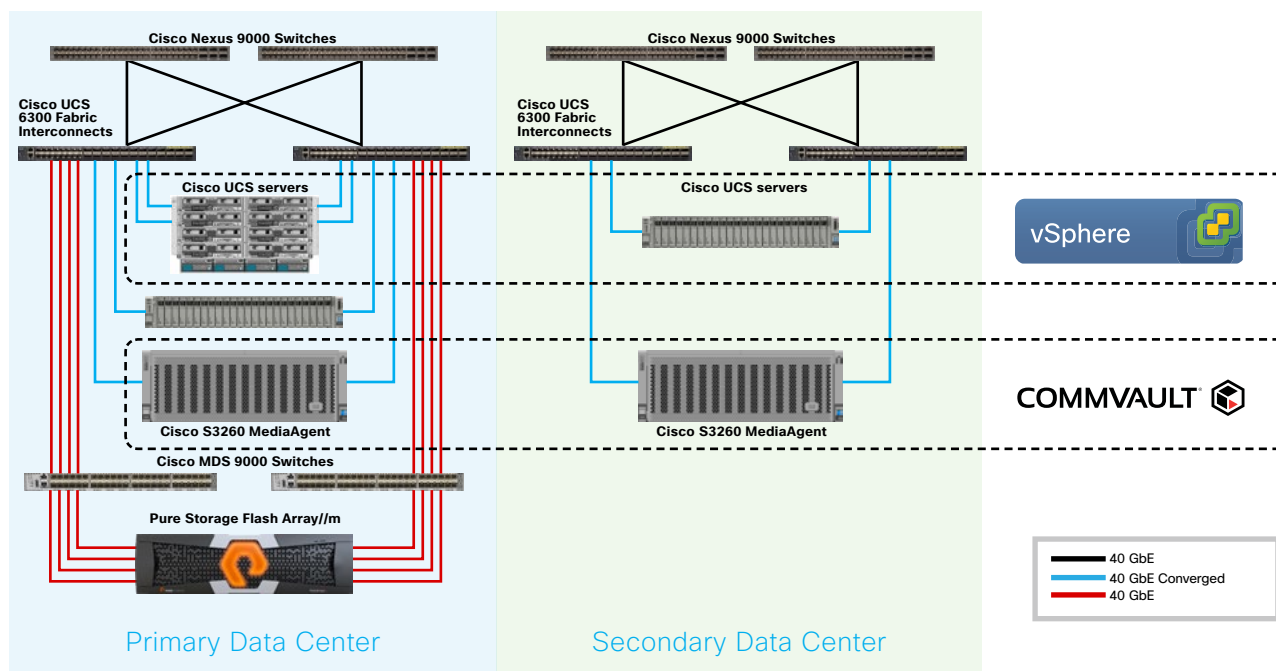 Cisco Nexus 9000 Switches
Cisco UCS
6300 Fabric
Interconnects
Cisco UCS servers
Cisco S3260 MediaAgent
Cisco MDS 9000 Switches
Pure Storage Flash Array//m
Primary Data Center
Cisco Nexus 9000 Switches
Cisco UCS
6300 Fabric
Interconnects
Cisco UCS servers
Cisco S3260 MediaAgent
Secondary Data Center
vSphere
COMMVAULT
40 GbE
40 GbE Converged
40 GbE